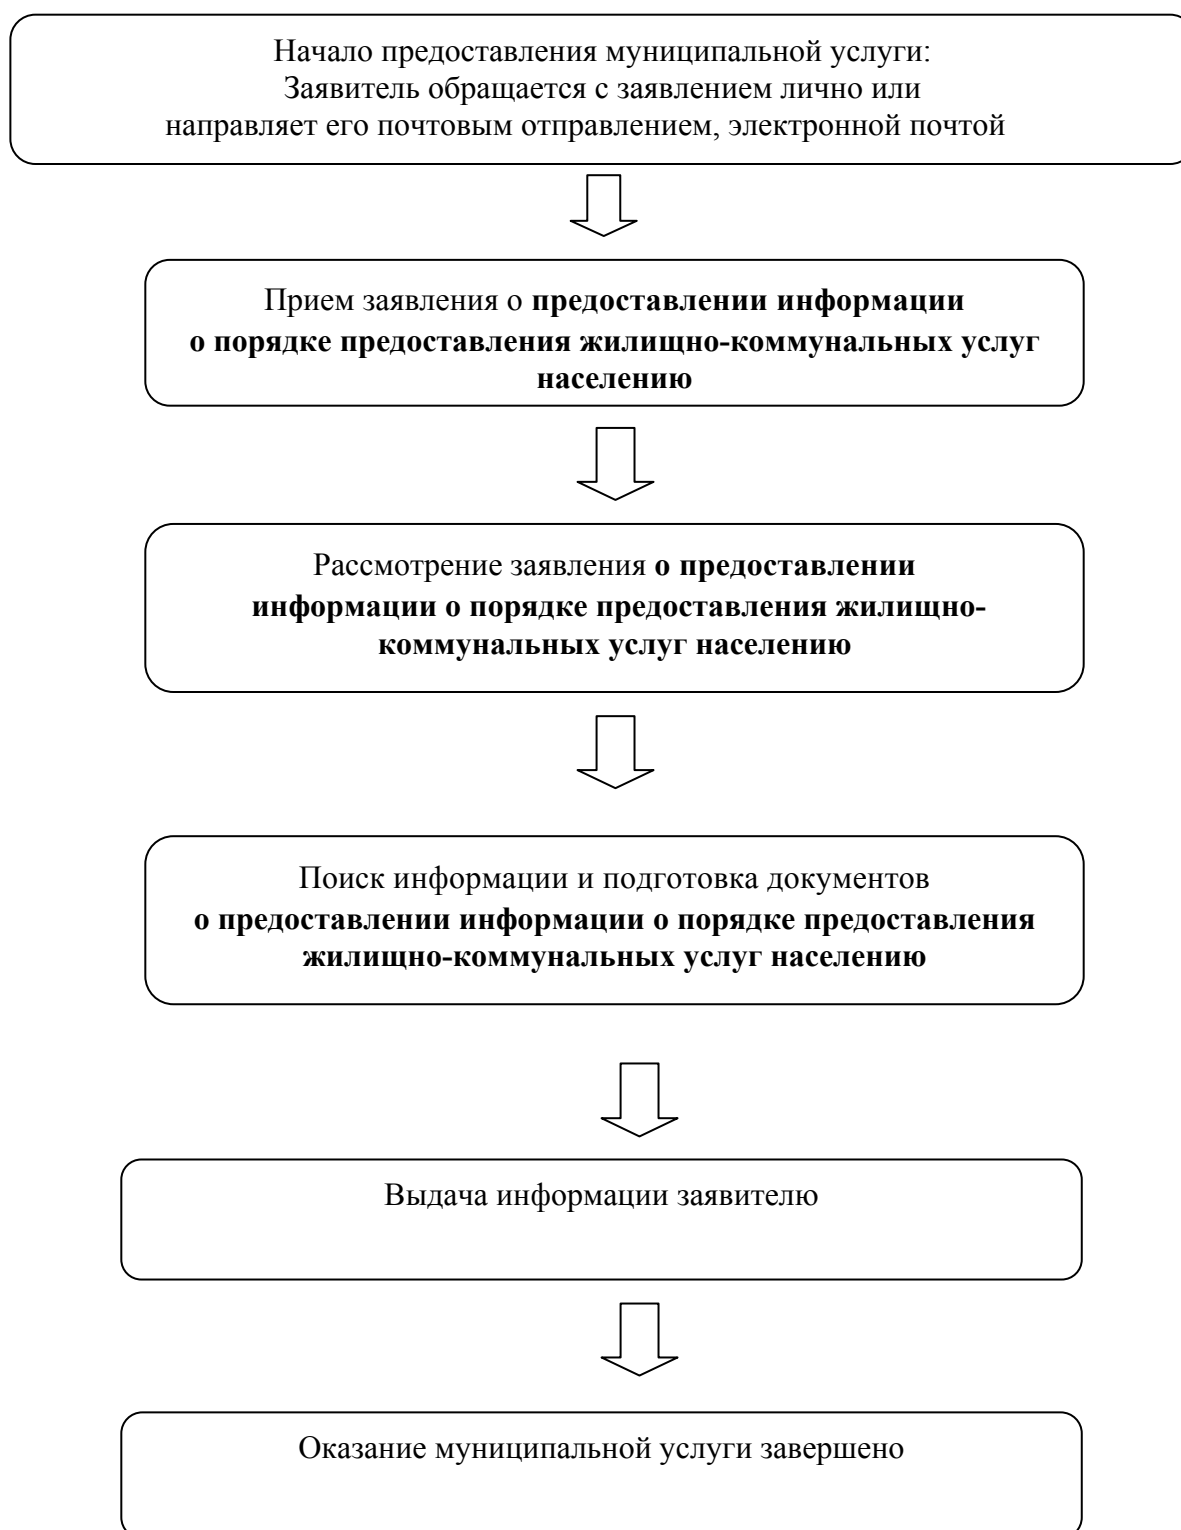 Начало предоставления муниципальной услуги:
Заявитель обращается с заявлением лично или
направляет его почтовым отправлением, электронной почтой
Прием заявления о предоставлении информации
о порядке предоставления жилищно-коммунальных услуг
населению
Рассмотрение заявления о предоставлении
информации о порядке предоставления жилищно-
коммунальных услуг населению
Поиск информации и подготовка документов
о предоставлении информации о порядке предоставления
жилищно-коммунальных услуг населению
Выдача информации заявителю
Оказание муниципальной услуги завершено